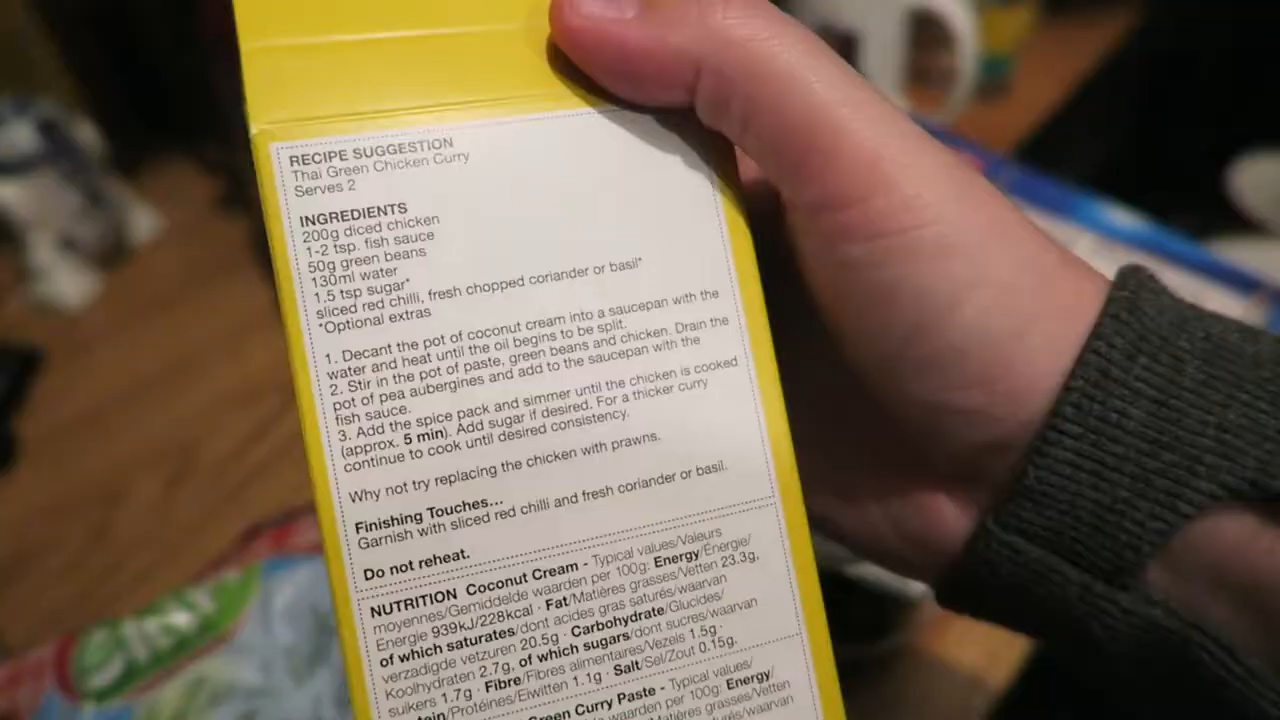 RECIPE SUGGESTION
Thai Green Chicken Curry
Serves 2
INGREDIENTS
200g diced chicken
1-2 tsp. fish sauce
50g green beans
130ml water
1.5 tsp sugar*
sliced red chilli, fresh chopped coriander or basil*
*Optional extras
1. Decant the pot of coconut cream into a saucepan with the
water and heat until the oil begins to be split.
2. Stir in the pot of paste, green beans and chicken. Drain the
pot of pea aubergines and add to the saucepan with the
fish sauce.
3. Add the spice pack and simmer until the chicken is cooked
(approx. 5 min). Add sugar if desired. For a thicker curry
continue to cook until desired consistency.
Why not try replacing the chicken with prawns.
Finishing Touches...
Garnish with sliced red chilli and fresh coriander or basil.
Do not reheat.
NUTRITION Coconut Cream - Typical values/Valeurs
moyennes/Gemiddelde waarden per 100g: Energy/Énergie/
Energie 939kJ/228kcal · Fat/Matières grasses/Vetten 23.3g,
of which saturates/dont acides gras saturés/waarvan
verzadigde vetzuren 20.5g · Carbohydrate/Glucides/
Koolhydraten 2.7g, of which sugars/dont sucres/waarvan
suikers 1.7g · Fibre/Fibres alimentaires/Vezels 1.5g ·
tein/Protéines/Eiwitten 1.1g · Salt/Sel/Zout 0.15g.
Green Curry Paste - Typical values/
waarden per 100g: Energy/
Matières grasses/Vetten
saturés/waarvan